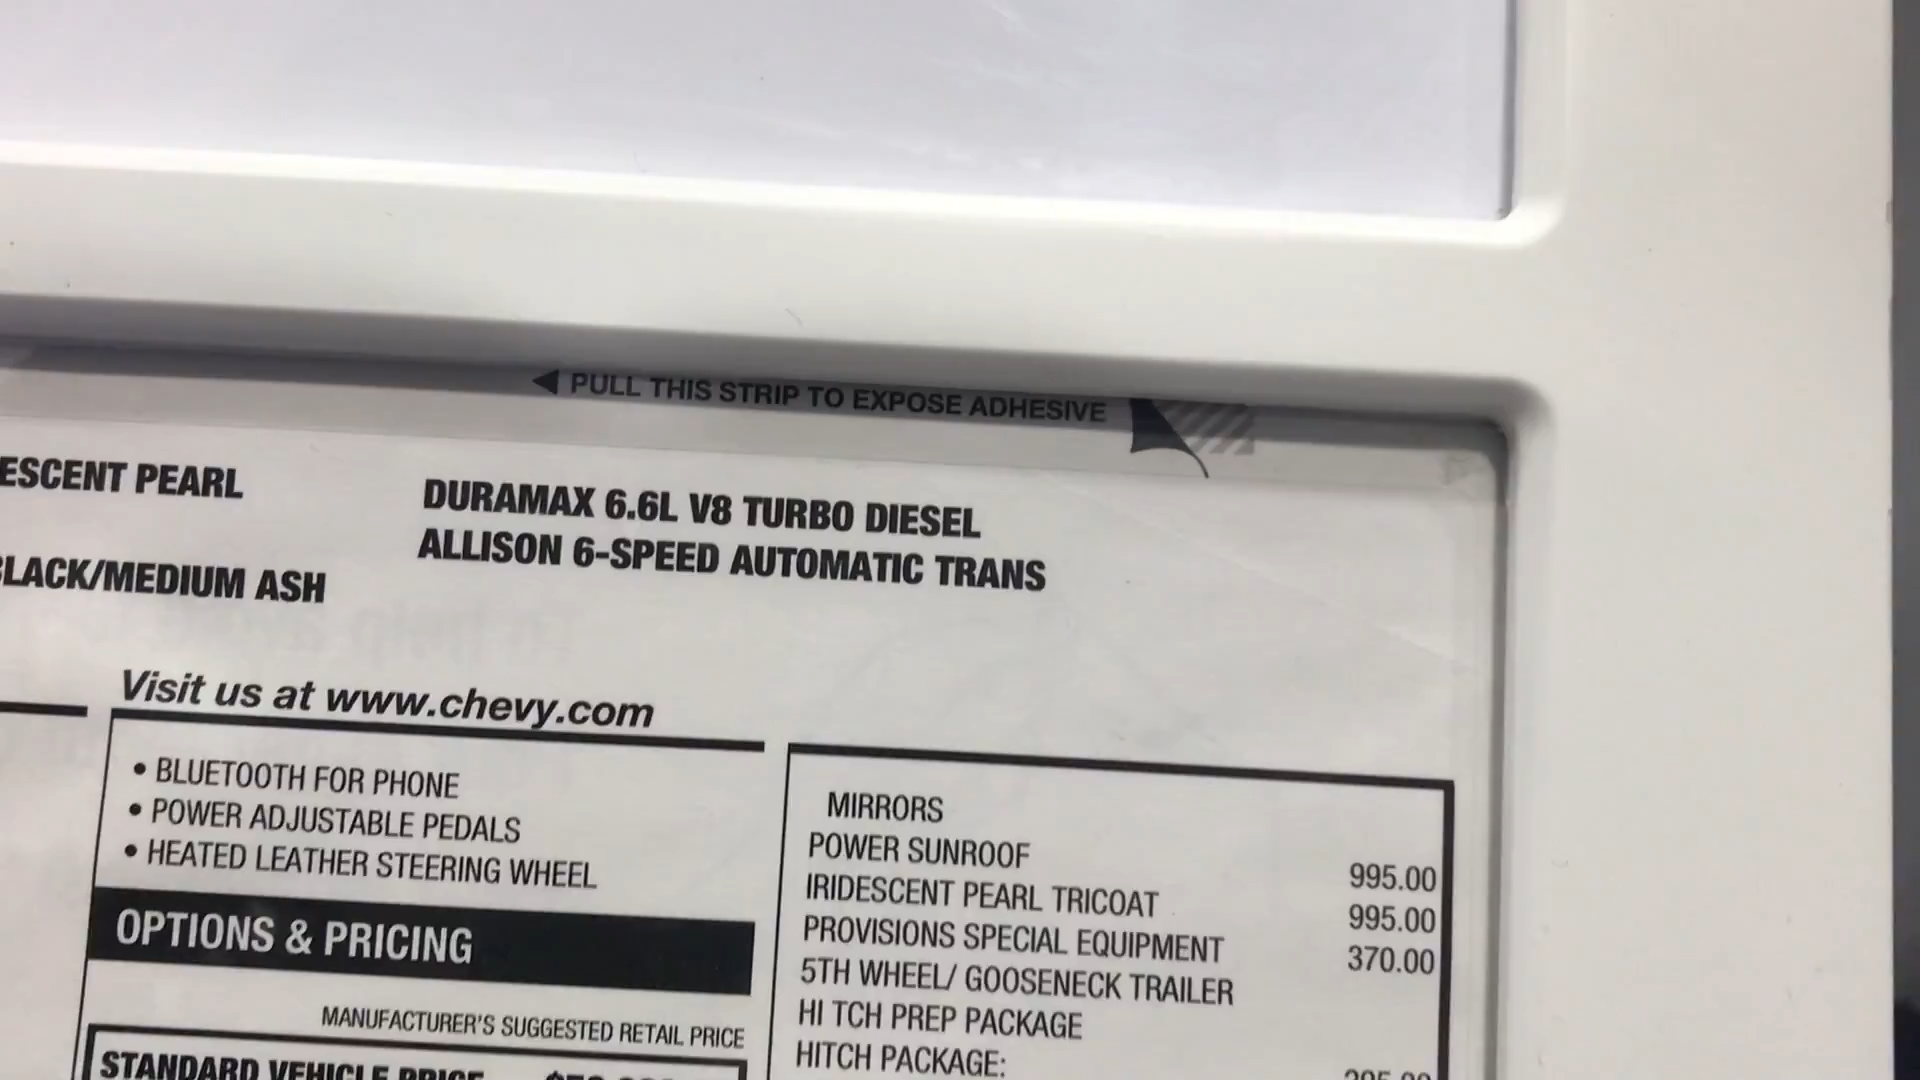 PULL THIS STRIP TO EXPOSE ADHESIVE
ESCENT PEARL
DURAMAX 6.6L V8 TURBO DIESEL
ALLISON 6-SPEED AUTOMATIC TRANS
BLACK/MEDIUM ASH
Visit us at www.chevy.com
• BLUETOOTH FOR PHONE
• POWER ADJUSTABLE PEDALS
• HEATED LEATHER STEERING WHEEL
OPTIONS & PRICING
MANUFACTURER'S SUGGESTED RETAIL PRICE
STANDARD VEHICLE PRICE
MIRRORS
POWER SUNROOF 995.00
IRIDESCENT PEARL TRICOAT 995.00
PROVISIONS SPECIAL EQUIPMENT 370.00
5TH WHEEL/ GOOSENECK TRAILER
HI TCH PREP PACKAGE
HITCH PACKAGE: